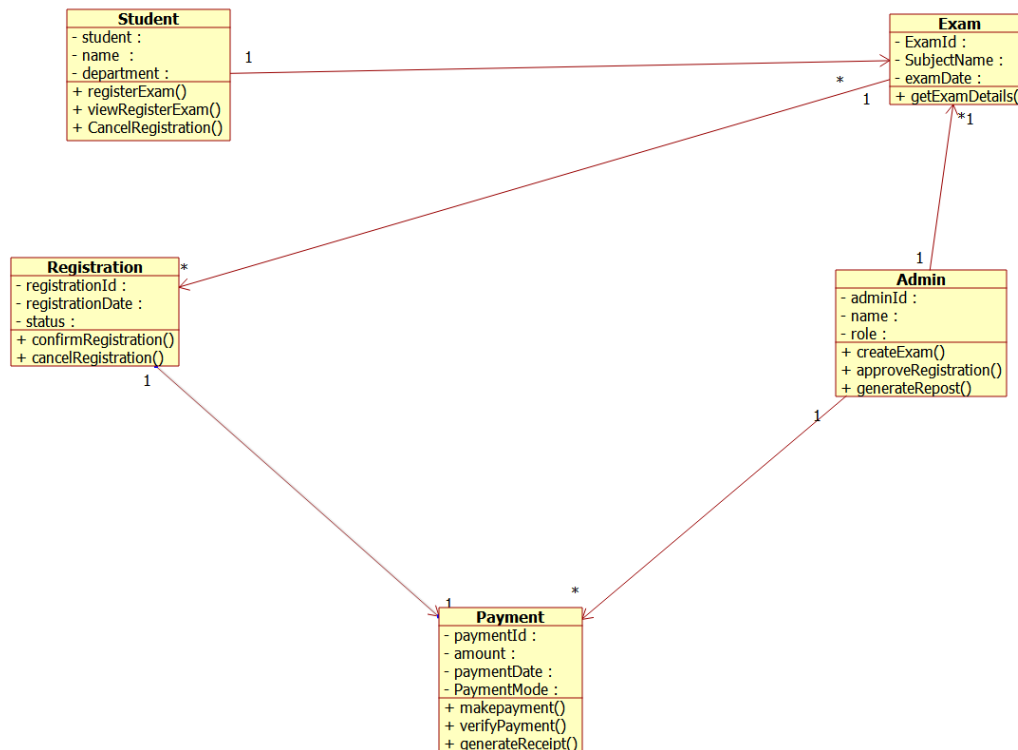 Student
- student :
- name :
- department :
+ registerExam()
+ viewRegisterExam()
+ CancelRegistration()
1
*
Exam
- ExamId :
- SubjectName :
- examDate :
+ getExamDetails(
1
*1
*
Registration
- registrationId :
- registrationDate :
- status :
+ confirmRegistration()
+ cancelRegistration()
1
1
Admin
- adminId :
- name :
- role :
+ createExam()
+ approveRegistration()
+ generateRepost()
1
*
1
Payment
- paymentId :
- amount :
- paymentDate :
- PaymentMode :
+ makepayment()
+ verifyPayment()
+ generateReceipt()